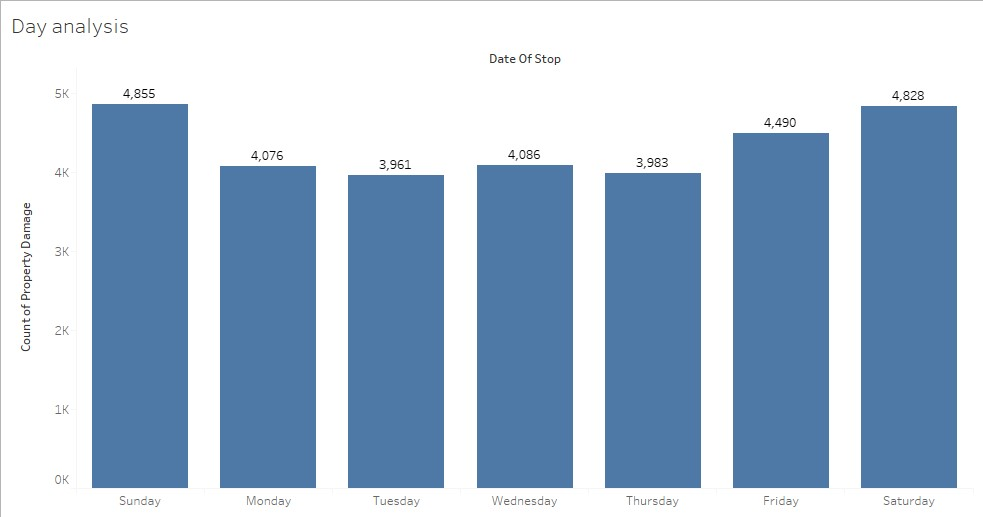 Day analysis
Date Of Stop
Count of Property Damage
5K
4K
3K
2K
1K
0K
4,855
4,076
3,961
4,086
3,983
4,490
4,828
Sunday
Monday
Tuesday
Wednesday
Thursday
Friday
Saturday